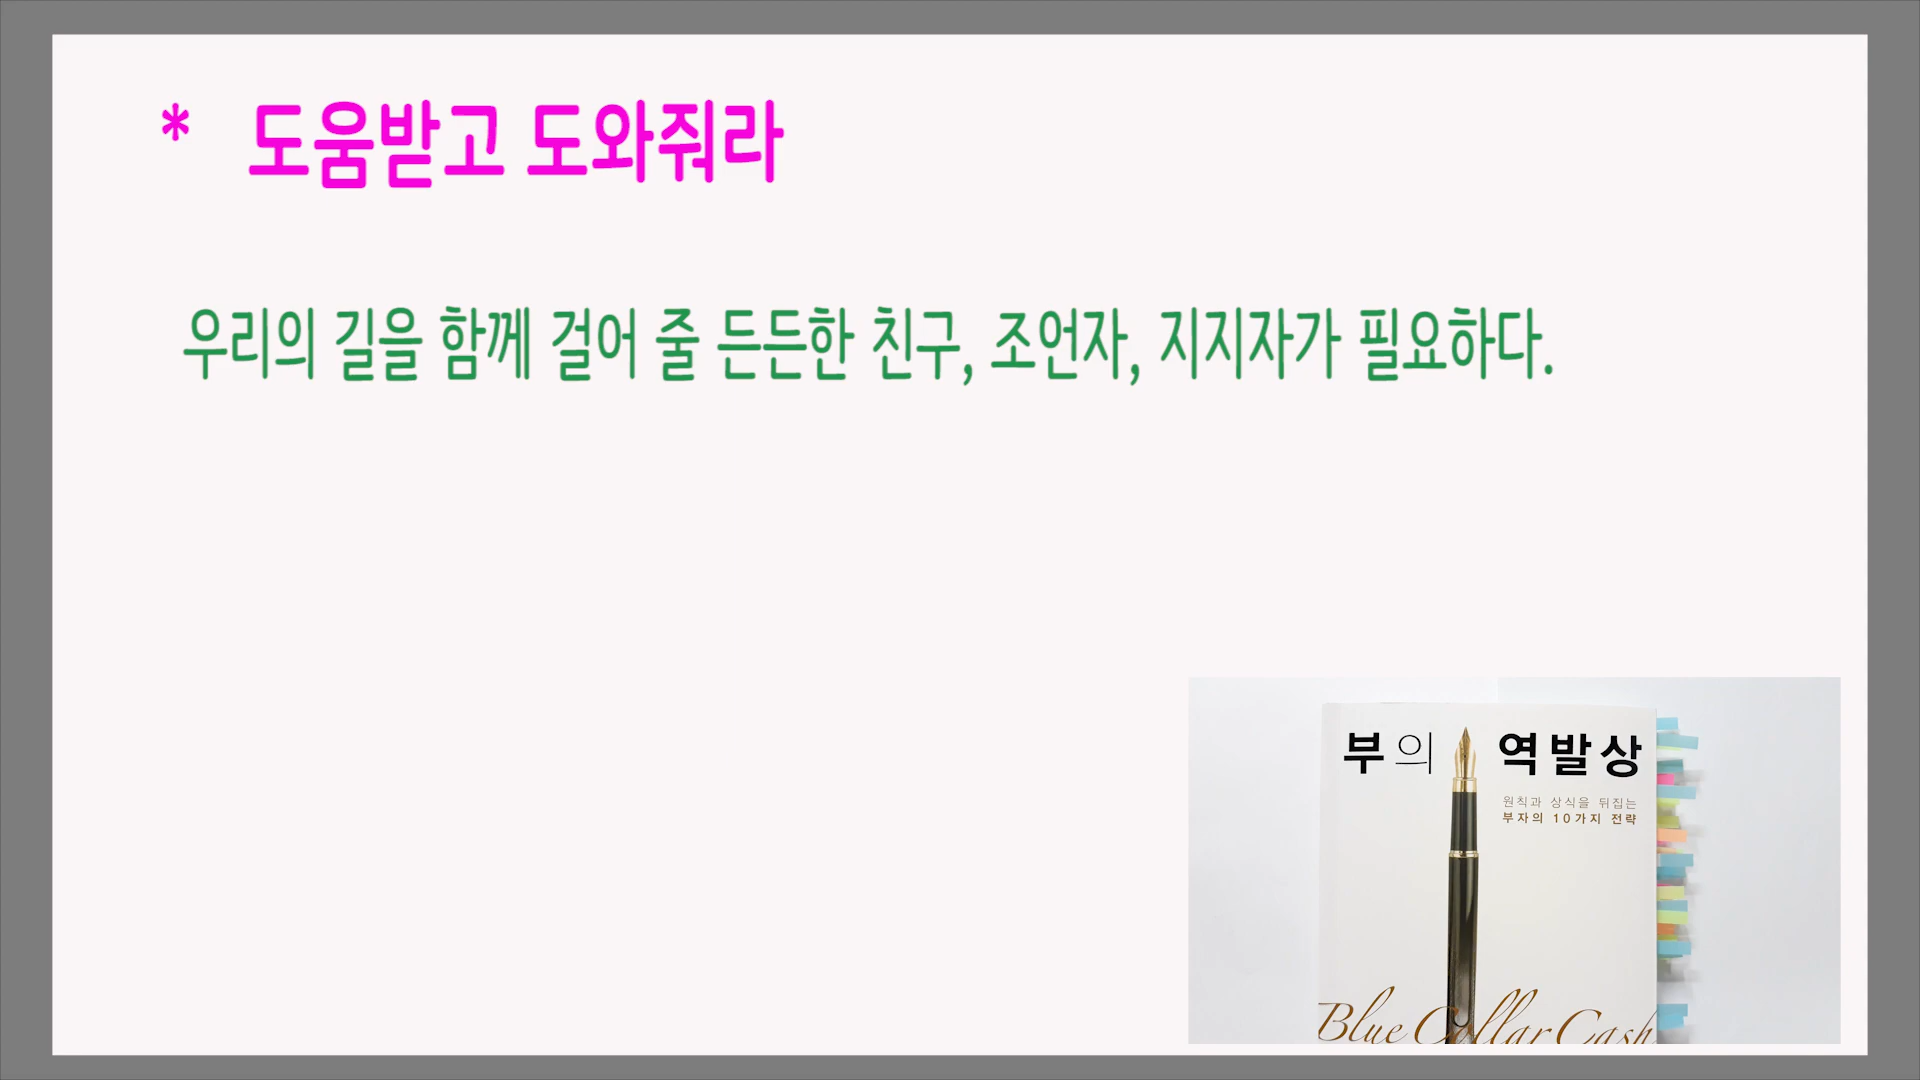 * 도움받고 도와줘라
우리의 길을 함께 걸어 줄 든든한 친구, 조언자, 지지자가 필요하다.
부의 역발상
원칙과 상식을 뒤집는
부자의 10가지 전략
Blue Collar Cash